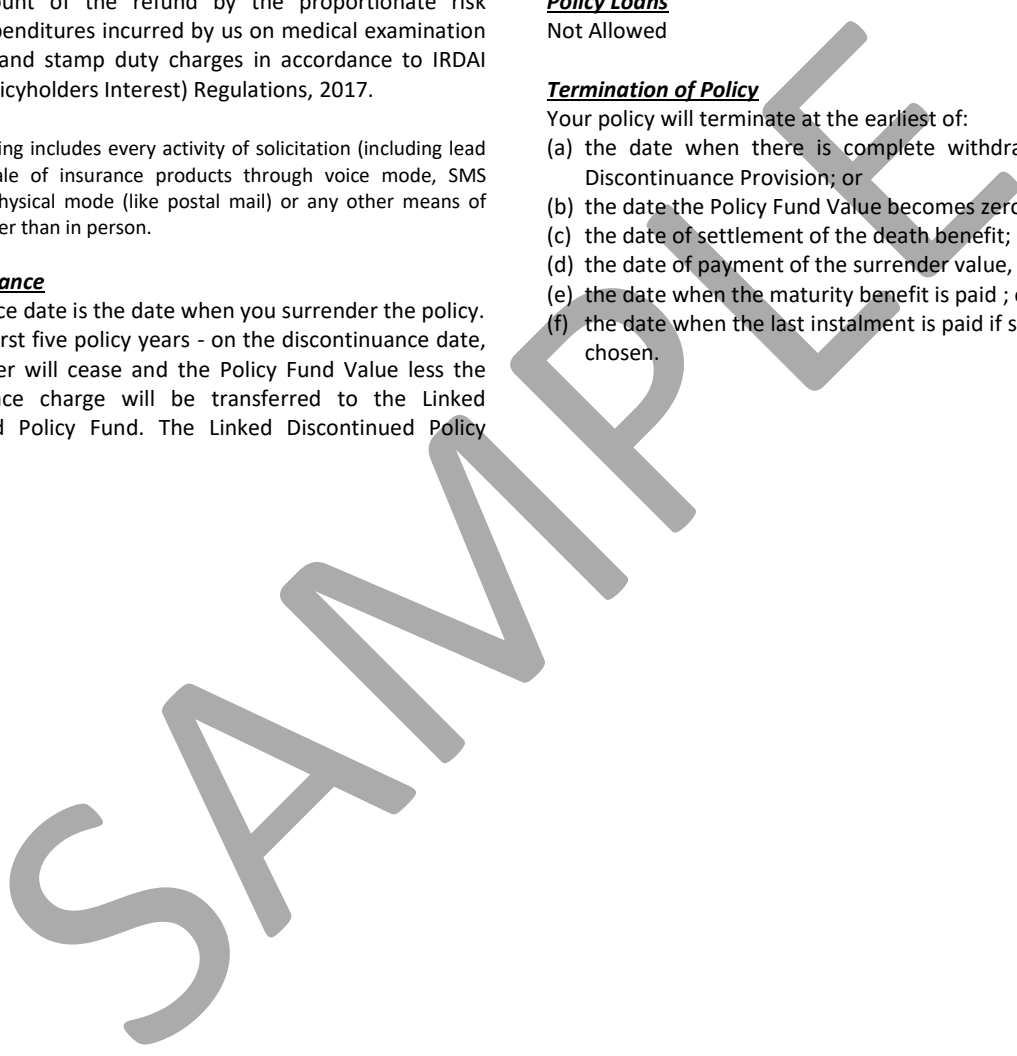 ount of the refund by the proportionate risk
penditures incurred by us on medical examination
and stamp duty charges in accordance to IRDAI
icyholders Interest) Regulations, 2017.
ing includes every activity of solicitation (including lead
ale of insurance products through voice mode, SMS
hysical mode (like postal mail) or any other means of
er than in person.
ance
ce date is the date when you surrender the policy.
rst five policy years - on the discontinuance date,
er will cease and the Policy Fund Value less the
nce charge will be transferred to the Linked
d Policy Fund. The Linked Discontinued Policy
Policy Loans
Not Allowed
Termination of Policy
Your policy will terminate at the earliest of:
(a) the date when there is complete withdra
Discontinuance Provision; or
(b) the date the Policy Fund Value becomes zero
(c) the date of settlement of the death benefit;
(d) the date of payment of the surrender value,
(e) the date when the maturity benefit is paid ;
(f) the date when the last instalment is paid if s
chosen.
SAMPLE